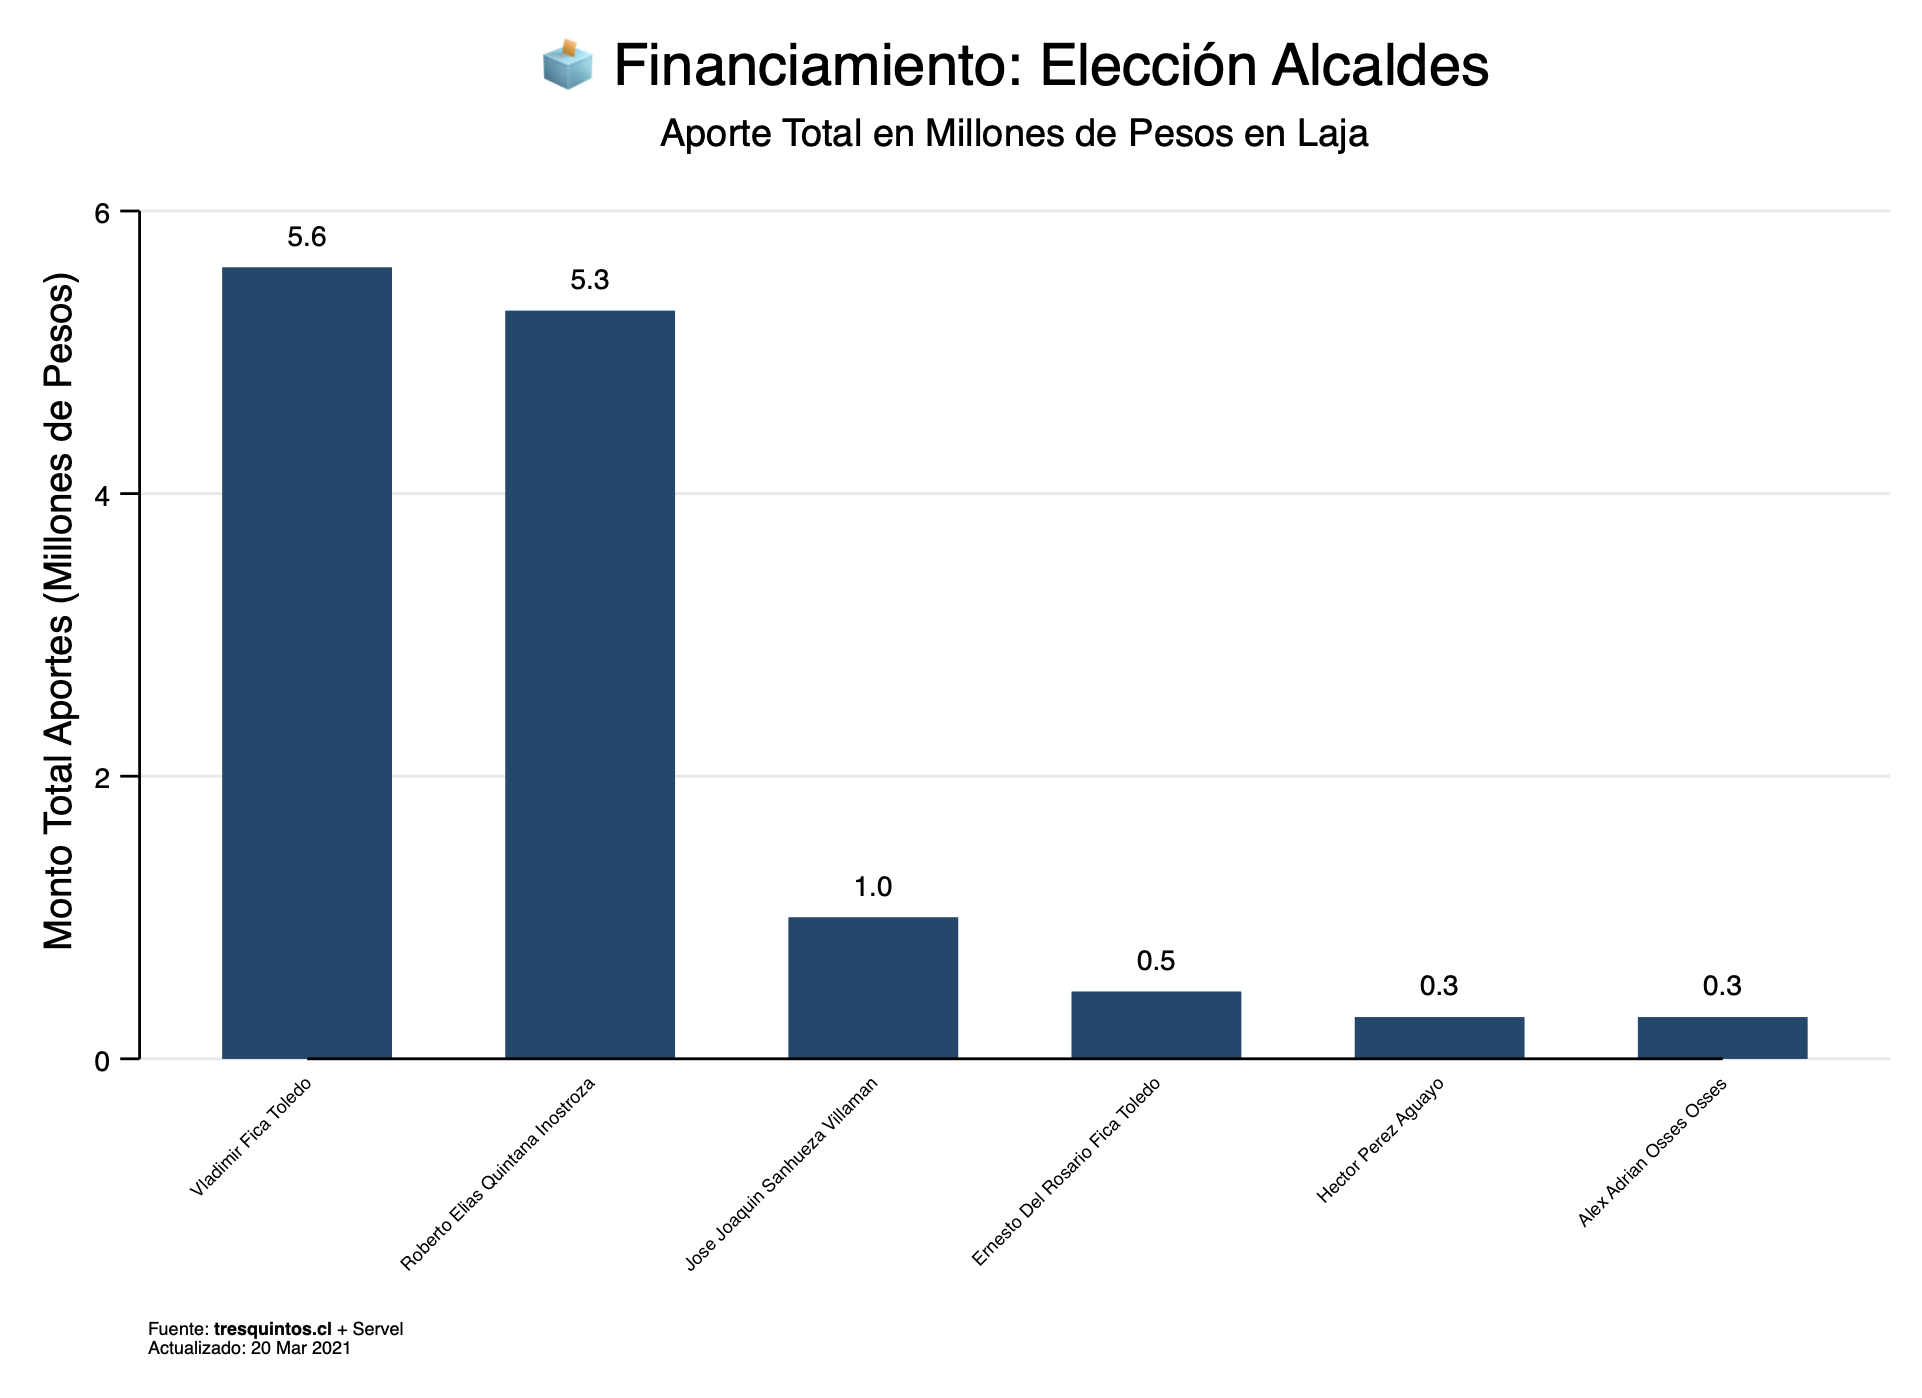 Financiamiento: Elección Alcaldes
Aporte Total en Millones de Pesos en Laja
Monto Total Aportes (Millones de Pesos)
6
4
2
0
5.6
5.3
1.0
0.5
0.3
0.3
Vladimir Fica Toledo
Roberto Elias Quintana Inostroza
Jose Joaquin Sanhueza Villaman
Ernesto Del Rosario Fica Toledo
Hector Perez Aguayo
Alex Adrian Osses Osses
Fuente: tresquintos.cl + Servel
Actualizado: 20 Mar 2021